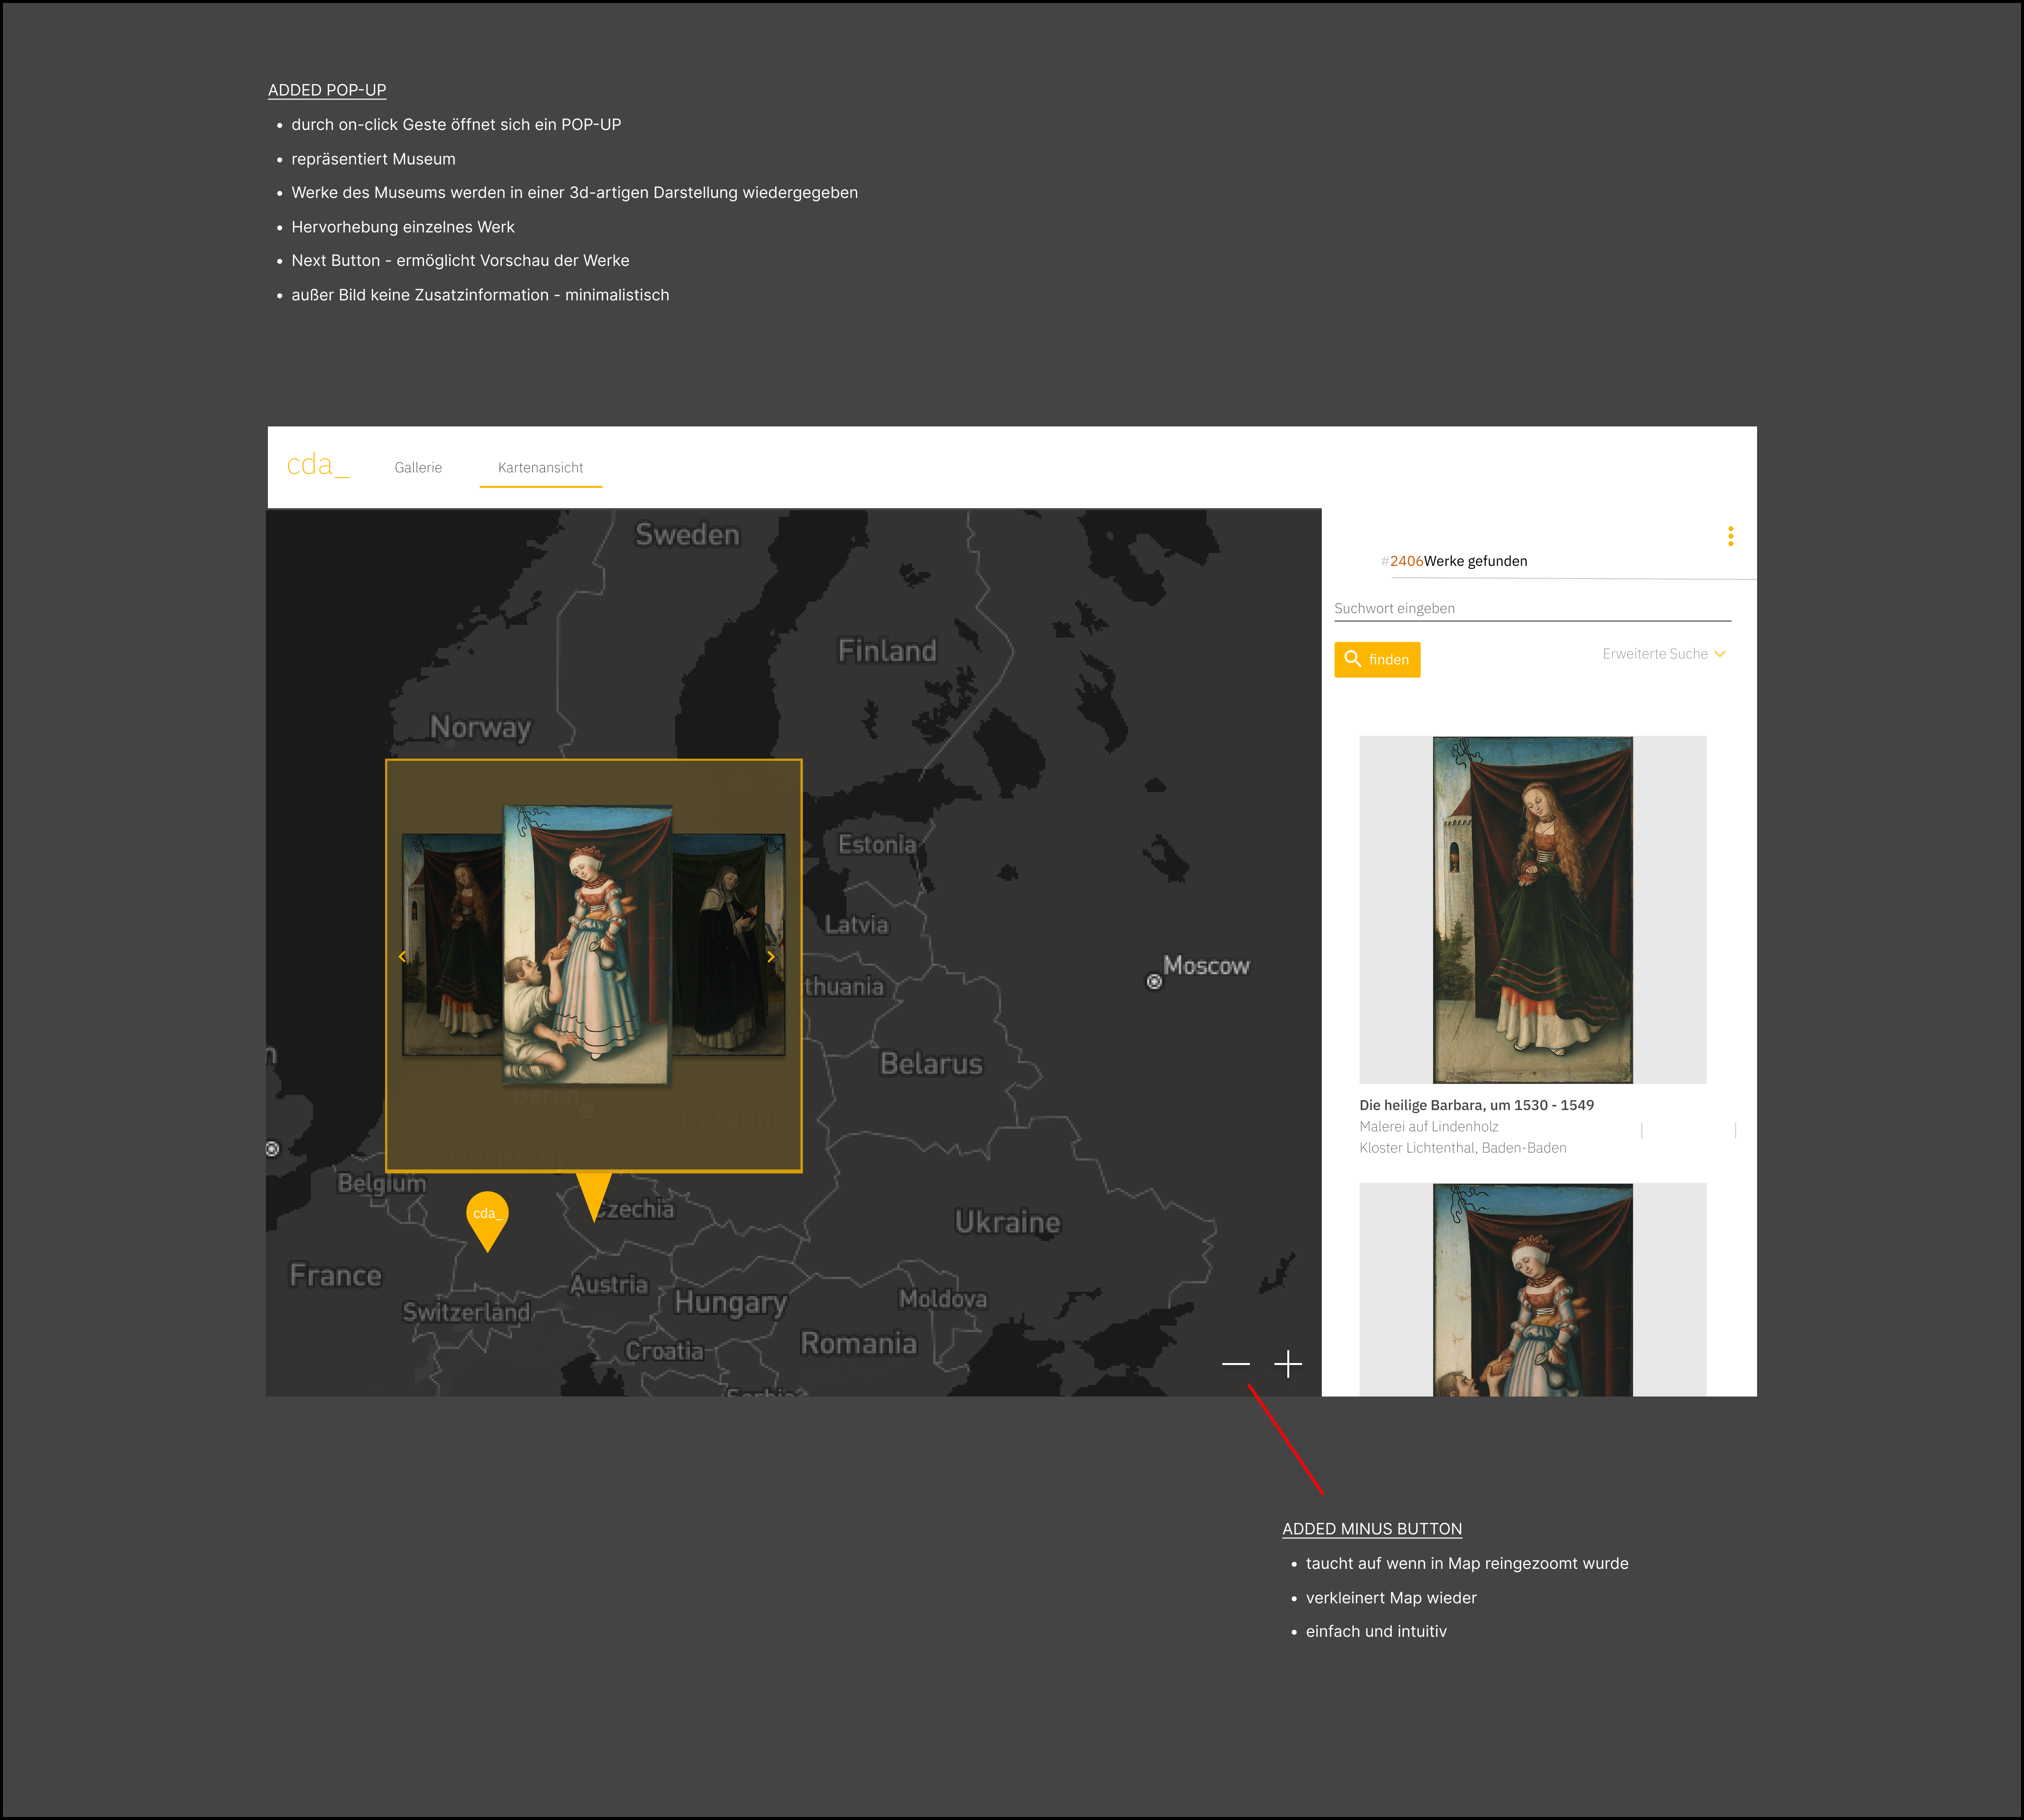 ADDED POP-UP
durch on-click Geste öffnet sich ein POP-UP
repräsentiert Museum
Werke des Museums werden in einer 3d-artigen Darstellung wiedergegeben
Hervorhebung einzelnes Werk
Next Button - ermöglicht Vorschau der Werke
außer Bild keine Zusatzinformation - minimalistisch
cda_
Gallerie
Kartenansicht
Sweden
Finland
Norway
Estonia
Latvia
thuania
Moscow
Belarus
Berlin
Poland
Germany
Belgium
cda_
Czechia
Ukraine
France
Austria
Switzerland
Hungary
Moldova
Croatia
Romania
Serbia
#2406Werke gefunden
Suchwort eingeben
finden
Erweiterte Suche
Die heilige Barbara, um 1530 - 1549
Malerei auf Lindenholz
Kloster Lichtenthal, Baden-Baden
ADDED MINUS BUTTON
taucht auf wenn in Map reingezoomt wurde
verkleinert Map wieder
einfach und intuitiv